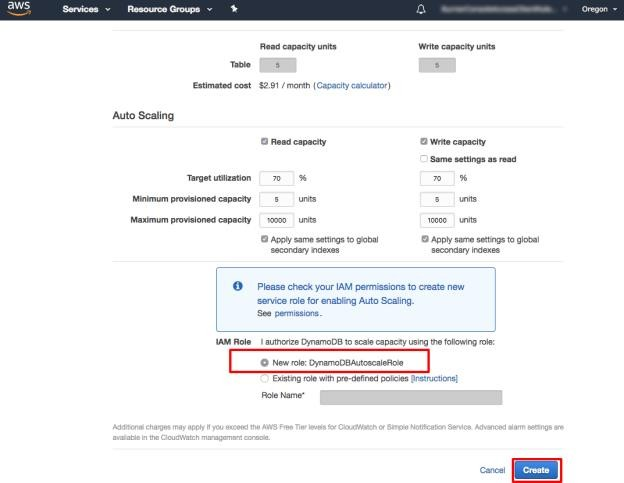 aws Services Resource Groups Oregon
Read capacity units Write capacity units
Table 5 5
Estimated cost $2.91 / month (Capacity calculator)
Auto Scaling
Read capacity Write capacity
Same settings as read
Target utilization 70 % 70 %
Minimum provisioned capacity 5 units 5 units
Maximum provisioned capacity 10000 units 10000 units
Apply same settings to global Apply same settings to global
secondary indexes secondary indexes
Please check your IAM permissions to create new
service role for enabling Auto Scaling.
See permissions.
IAM Role I authorize DynamoDB to scale capacity using the following role:
New role: DynamoDBAutoscaleRole
Existing role with pre-defined policies [Instructions]
Role Name*
Additional charges may apply if you exceed the AWS Free Tier levels for CloudWatch or Simple Notification Service. Advanced alarm settings are
available in the CloudWatch management console.
Cancel Create